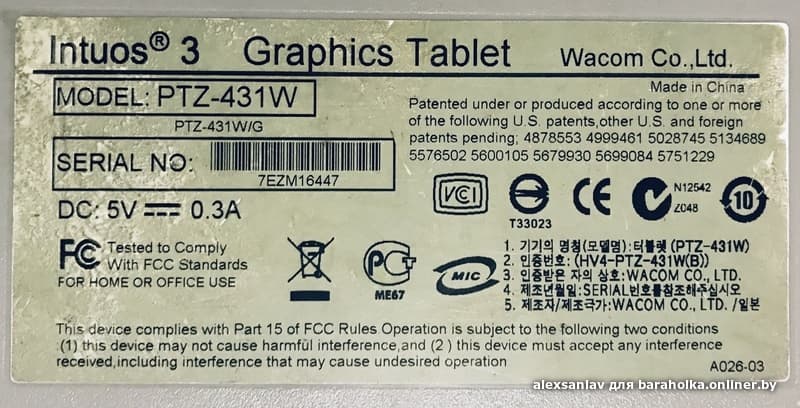 Intuos® 3 Graphics Tablet Wacom Co.,Ltd.
Made in China
MODEL: PTZ-431W
PTZ-431W/G
Patented under or produced according to one or more
of the following U.S. patents,other U.S. and foreign
patents pending; 4878553 4999461 5028745 5134689
5576502 5600105 5679930 5699084 5751229
SERIAL NO:
7EZM16447
DC: 5V 0.3A
VCI
T33023
CE
N12542
Z048
10
FC Tested to Comply
With FCC Standards
FOR HOME OR OFFICE USE
ME67
MIC
1. 기기의 명칭(모델명): 터블렛 (PTZ-431W)
2. 인증번호: (HV4-PTZ-431W(B))
3. 인증받은 자의 상호: WACOM CO., LTD.
4. 제조년월일: SERIAL번호를참조해주십시오
5. 제조자/제조국가: WACOM CO., LTD. /일본
This device complies with Part 15 of FCC Rules Operation is subject to the following two conditions
:(1) this device may not cause harmful interference,and (2 ) this device must accept any interference
received,including interference that may cause undesired operation
A026-03
alexsanlav для baraholka.onliner.by